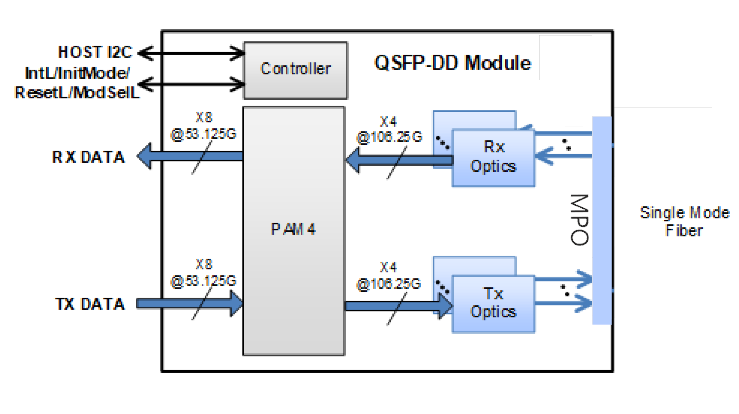 HOST I2C
IntL/InitMode/
ResetL/ModSelL
Controller
QSFP-DD Module
X8
@53.125G
X4
@106.25G
RX DATA
Rx
Optics
PAM4
MPO
Single Mode
Fiber
X8
@53.125G
X4
@106.25G
TX DATA
Tx
Optics